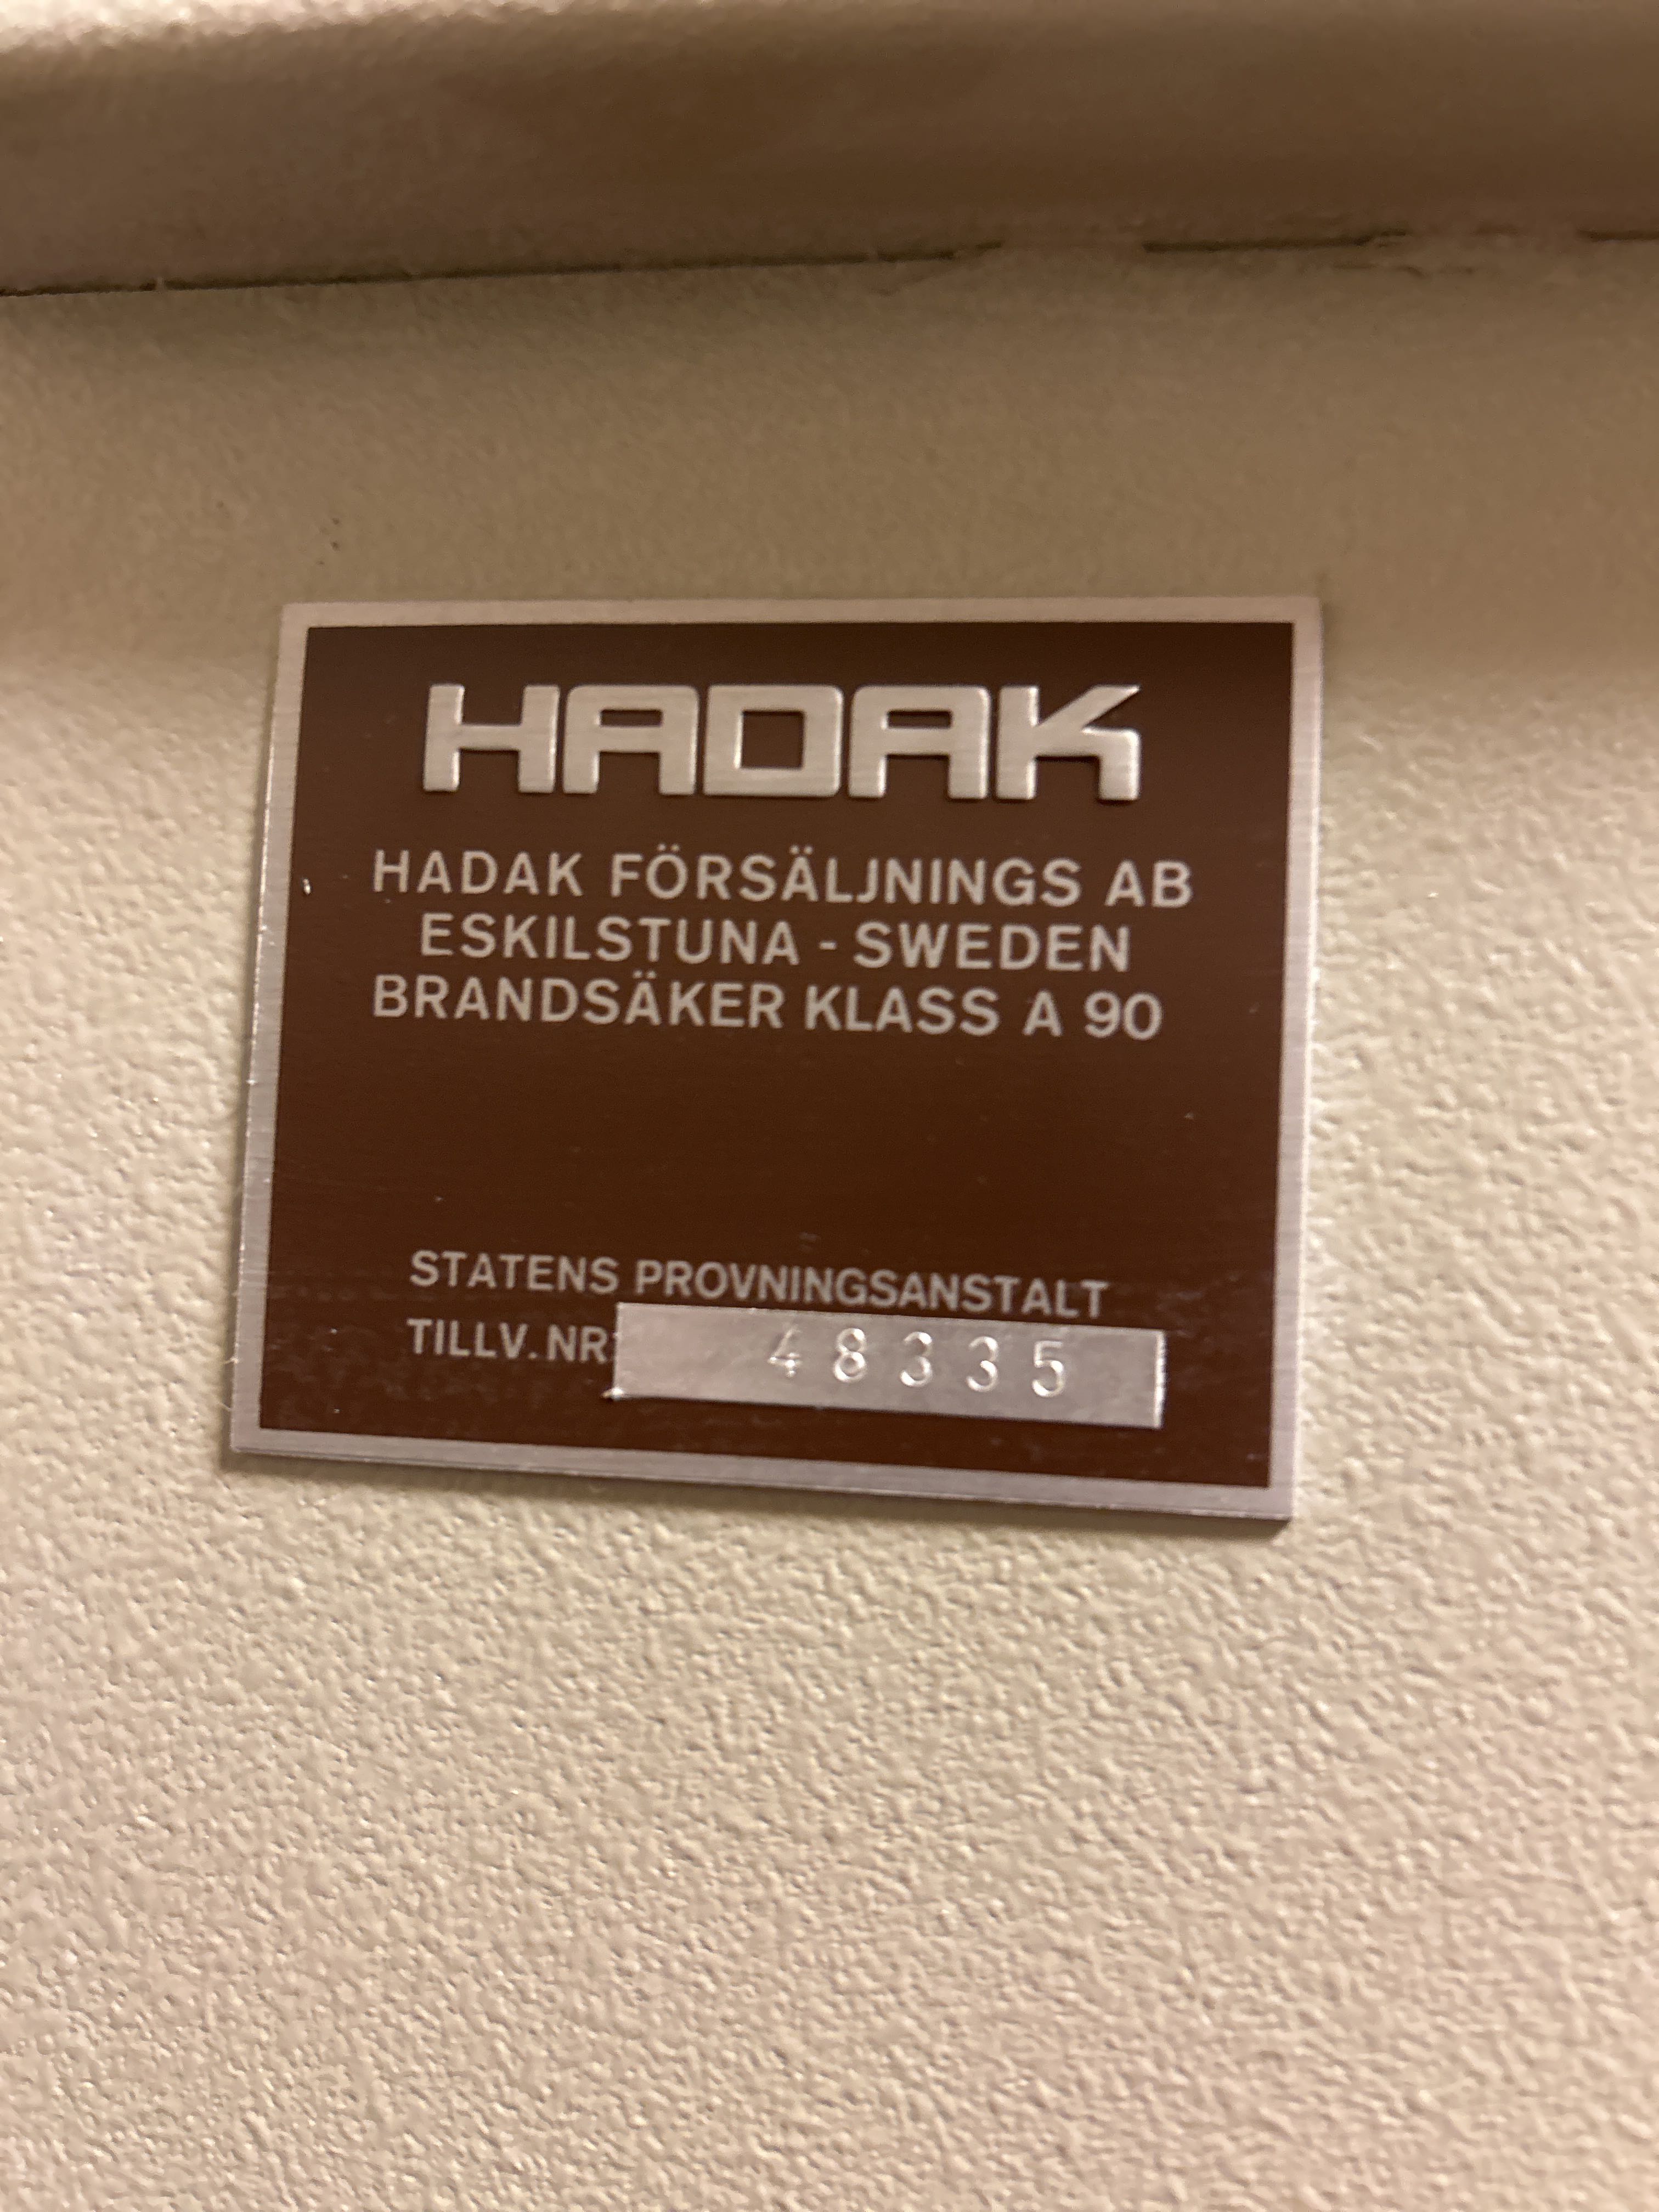 HADAK
HADAK FÖRSÄLJNINGS AB
ESKILSTUNA - SWEDEN
BRANDSÄKER KLASS A 90
STATENS PROVNINGSANSTALT
TILLV. NR: 48335